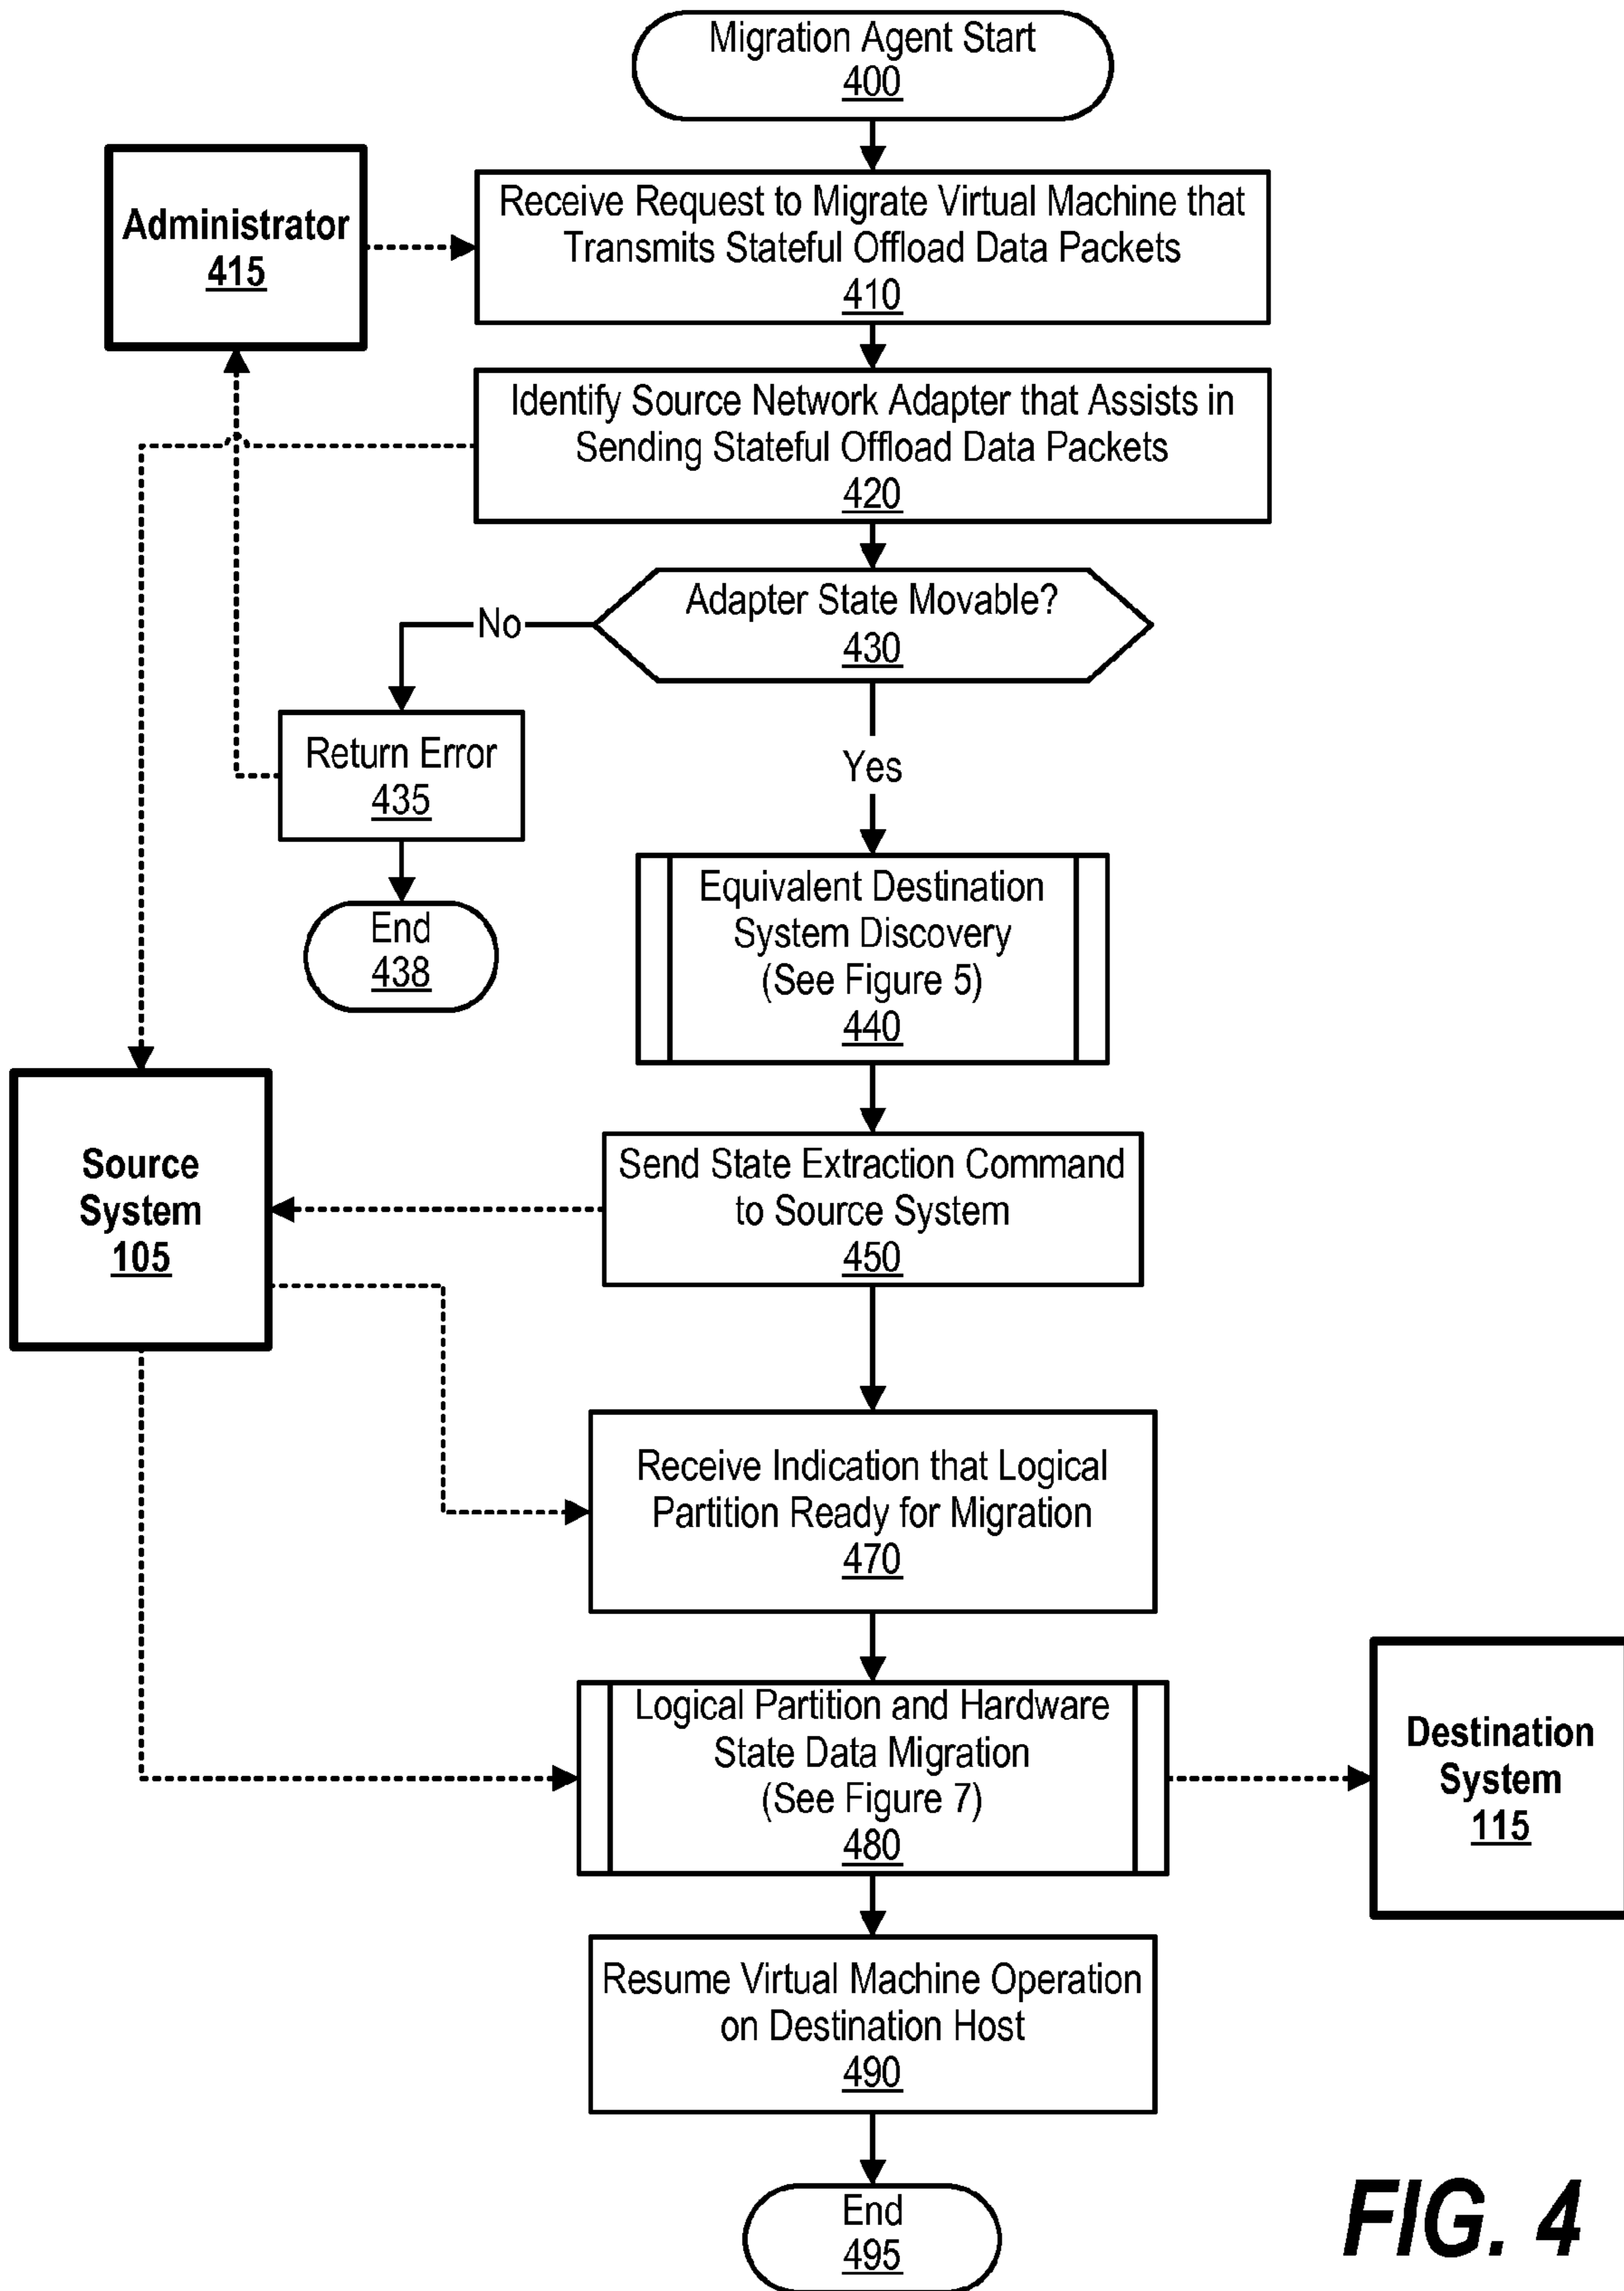 Migration Agent Start
400
Administrator
415
Receive Request to Migrate Virtual Machine that
Transmits Stateful Offload Data Packets
410
Identify Source Network Adapter that Assists in
Sending Stateful Offload Data Packets
420
Adapter State Movable?
430
No
Yes
Return Error
435
End
438
Equivalent Destination
System Discovery
(See Figure 5)
440
Source
System
105
Send State Extraction Command
to Source System
450
Receive Indication that Logical
Partition Ready for Migration
470
Logical Partition and Hardware
State Data Migration
(See Figure 7)
480
Destination
System
115
Resume Virtual Machine Operation
on Destination Host
490
End
495
FIG. 4